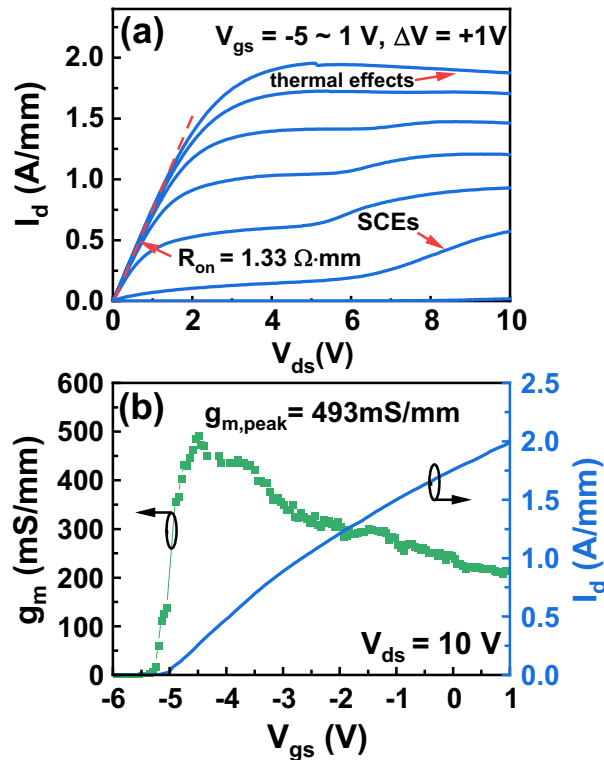 (a)
V_gs = -5 ~ 1 V, ΔV = +1V
thermal effects
SCEs
R_on = 1.33 Ω·mm
I_d (A/mm)
2.0
1.5
1.0
0.5
0.0
0 2 4 6 8 10
V_ds(V)
(b)
g_m,peak = 493mS/mm
V_ds = 10 V
g_m (mS/mm)
600
500
400
300
200
100
0
2.5
2.0
1.5
1.0
0.5
0.0
I_d (A/mm)
-6 -5 -4 -3 -2 -1 0 1
V_gs (V)